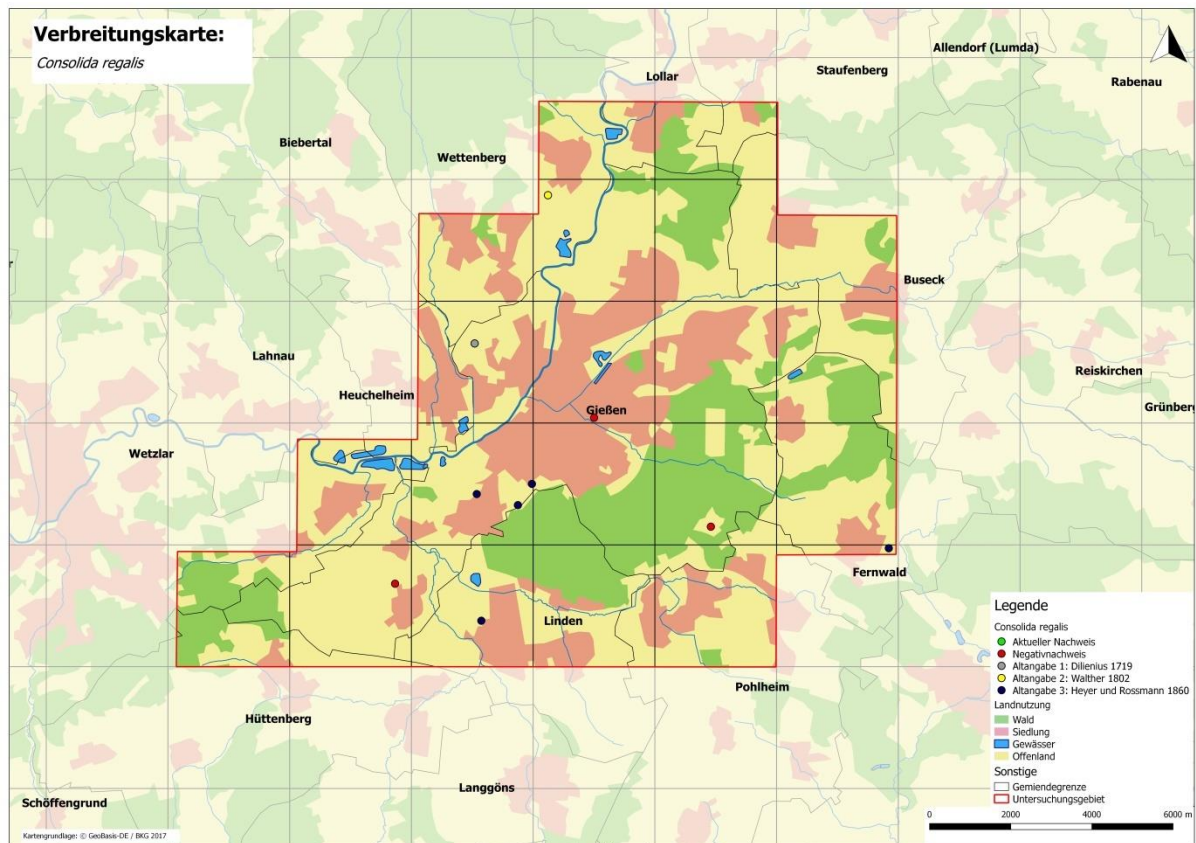 Verbreitungskarte:
Consolida regalis
Allendorf (Lumda)
Lollar
Staufenberg
Rabenau
Biebertal
Wettenberg
Buseck
Lahnau
Reiskirchen
Heuchelheim
Grünberg
Gießen
Wetzlar
Fernwald
Linden
Pohlheim
Hüttenberg
Langgöns
Schöffengrund
Legende
Consolida regalis
Aktueller Nachweis
Negativnachweis
Altangabe 1: Dilienius 1719
Altangabe 2: Walther 1802
Altangabe 3: Heyer und Rossmann 1860
Landnutzung
Wald
Siedlung
Gewässer
Offenland
Sonstige
Gemiendegrenze
Untersuchungsgebiet
0 2000 4000 6000 m
Kartengrundlage: © GeoBasis-DE / BKG 2017